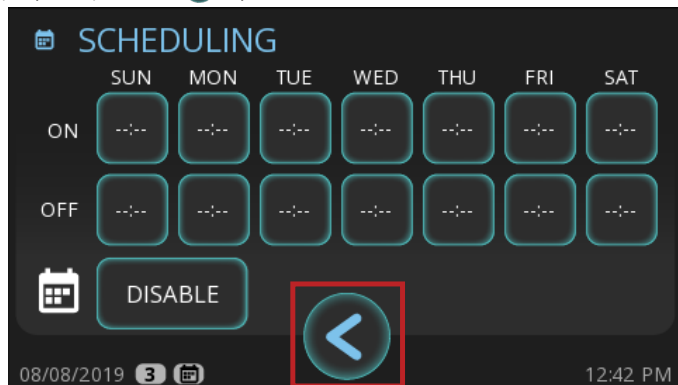 SCHEDULING
SUN MON TUE WED THU FRI SAT
ON --:-- --:-- --:-- --:-- --:-- --:-- --:--
OFF --:-- --:-- --:-- --:-- --:-- --:-- --:--
DISABLE
<
08/08/2019 3 12:42 PM